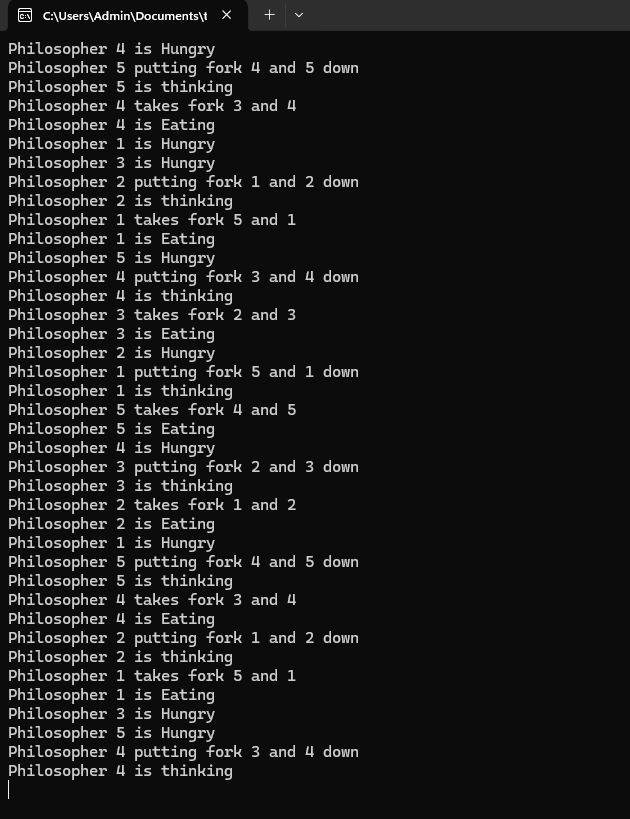 C:\Users\Admin\Documents\t
Philosopher 4 is Hungry
Philosopher 5 putting fork 4 and 5 down
Philosopher 5 is thinking
Philosopher 4 takes fork 3 and 4
Philosopher 4 is Eating
Philosopher 1 is Hungry
Philosopher 3 is Hungry
Philosopher 2 putting fork 1 and 2 down
Philosopher 2 is thinking
Philosopher 1 takes fork 5 and 1
Philosopher 1 is Eating
Philosopher 5 is Hungry
Philosopher 4 putting fork 3 and 4 down
Philosopher 4 is thinking
Philosopher 3 takes fork 2 and 3
Philosopher 3 is Eating
Philosopher 2 is Hungry
Philosopher 1 putting fork 5 and 1 down
Philosopher 1 is thinking
Philosopher 5 takes fork 4 and 5
Philosopher 5 is Eating
Philosopher 4 is Hungry
Philosopher 3 putting fork 2 and 3 down
Philosopher 3 is thinking
Philosopher 2 takes fork 1 and 2
Philosopher 2 is Eating
Philosopher 1 is Hungry
Philosopher 5 putting fork 4 and 5 down
Philosopher 5 is thinking
Philosopher 4 takes fork 3 and 4
Philosopher 4 is Eating
Philosopher 2 putting fork 1 and 2 down
Philosopher 2 is thinking
Philosopher 1 takes fork 5 and 1
Philosopher 1 is Eating
Philosopher 3 is Hungry
Philosopher 5 is Hungry
Philosopher 4 putting fork 3 and 4 down
Philosopher 4 is thinking